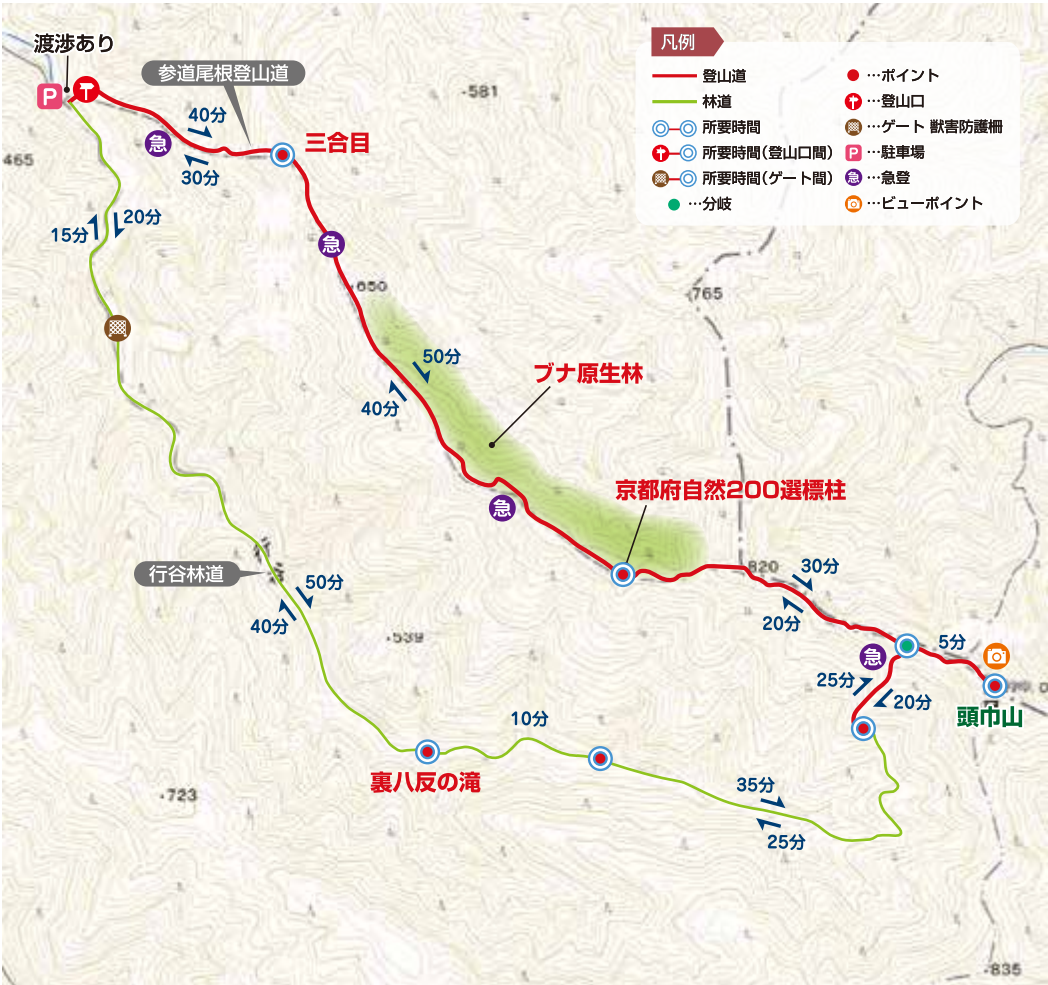 渡渉あり
P
参道尾根登山道
40分
急
30分
三合目
・581
465
凡例
登山道
林道
所要時間
所要時間(登山口間)
所要時間(ゲート間)
…分岐
…ポイント
…登山口
…ゲート 獣害防護柵
P …駐車場
急 …急登
…ビューポイント
15分
20分
急
・650
・765
50分
40分
ブナ原生林
急
京都府自然200選標柱
行谷林道
50分
40分
・539
820
30分
20分
急
5分
25分
20分
頭巾山
10分
裏八反の滝
35分
25分
・723
・835